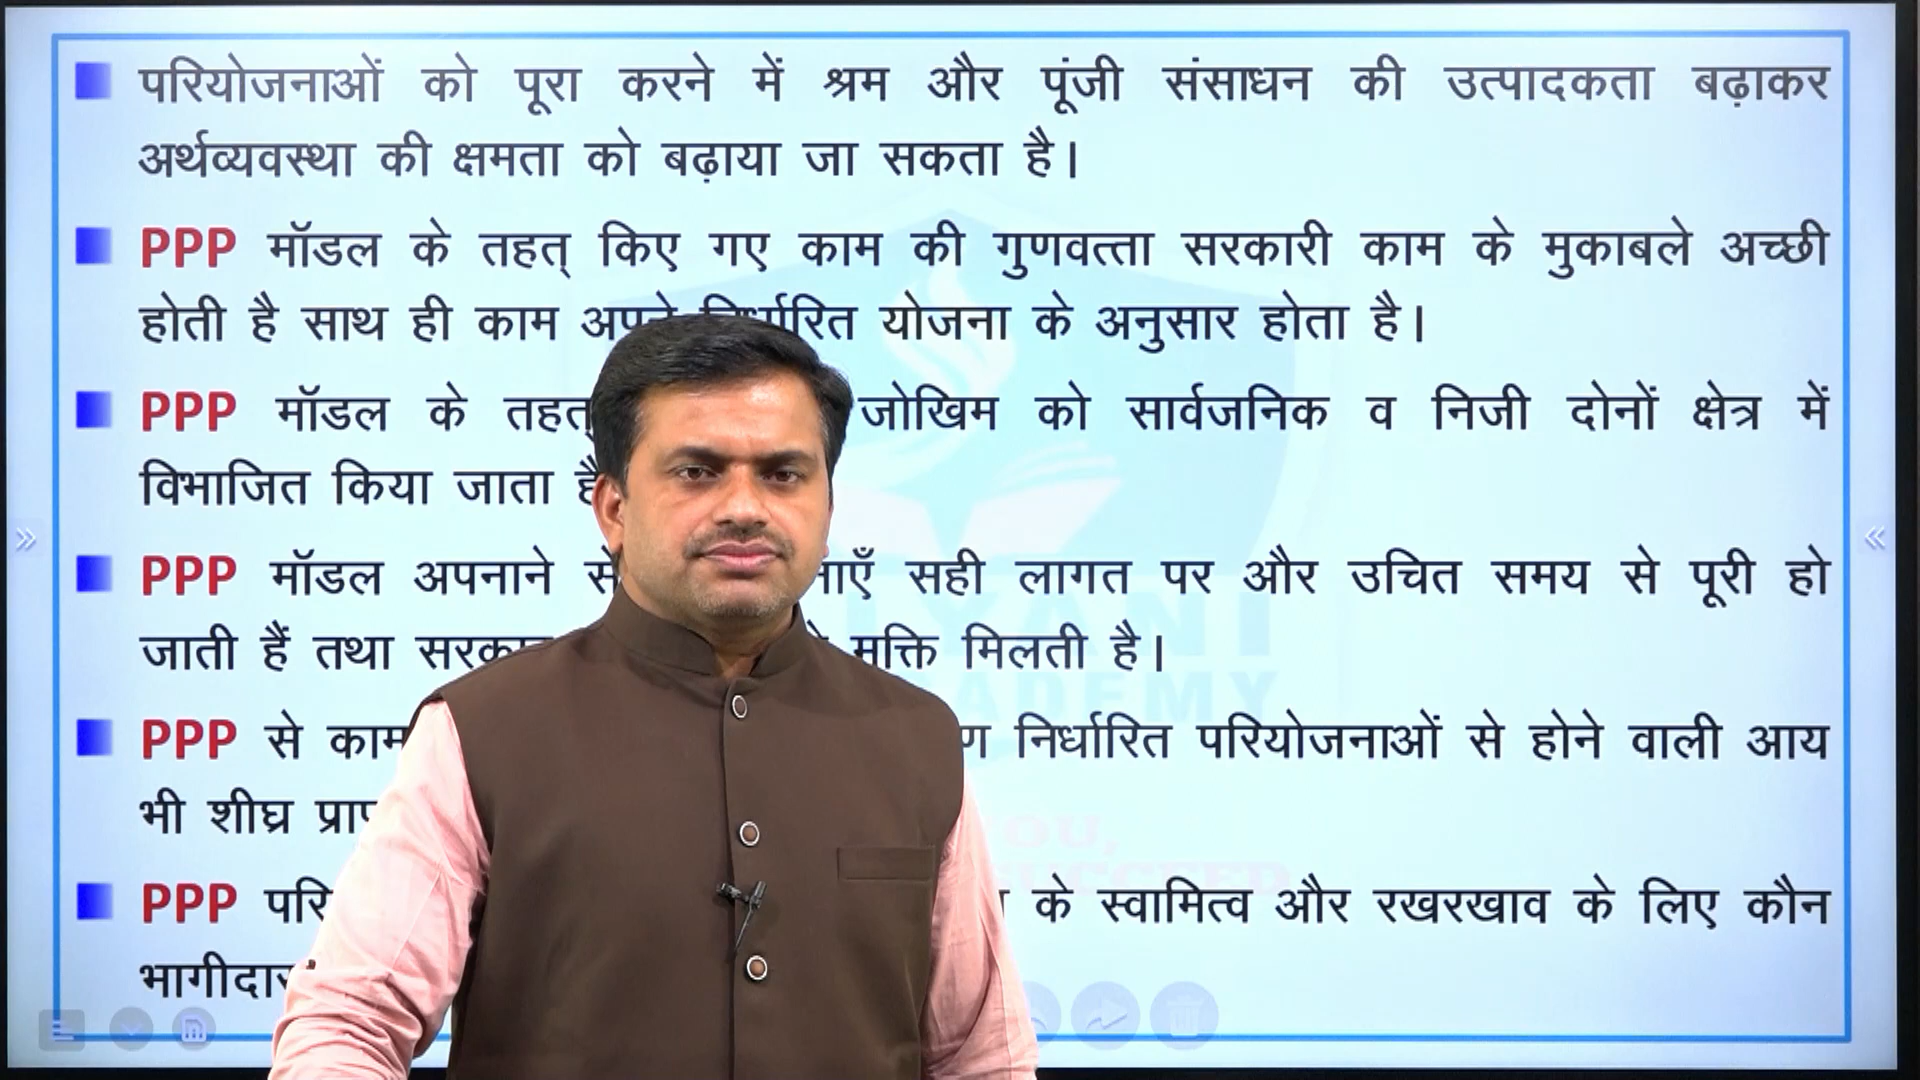 परियोजनाओं को पूरा करने में श्रम और पूंजी संसाधन की उत्पादकता बढ़ाकर
अर्थव्यवस्था की क्षमता को बढ़ाया जा सकता है।
PPP मॉडल के तहत् किए गए काम की गुणवत्ता सरकारी काम के मुकाबले अच्छी
होती है साथ ही काम अपने निर्धारित योजना के अनुसार होता है।
PPP मॉडल के तहत् जोखिम को सार्वजनिक व निजी दोनों क्षेत्र में
विभाजित किया जाता है
PPP मॉडल अपनाने से सही लागत पर और उचित समय से पूरी हो
जाती हैं तथा मुक्ति मिलती है।
PPP से काम निर्धारित परियोजनाओं से होने वाली आय
भी शीघ्र
PPP के स्वामित्व और रखरखाव के लिए कौन
YOU,
SUCCEED